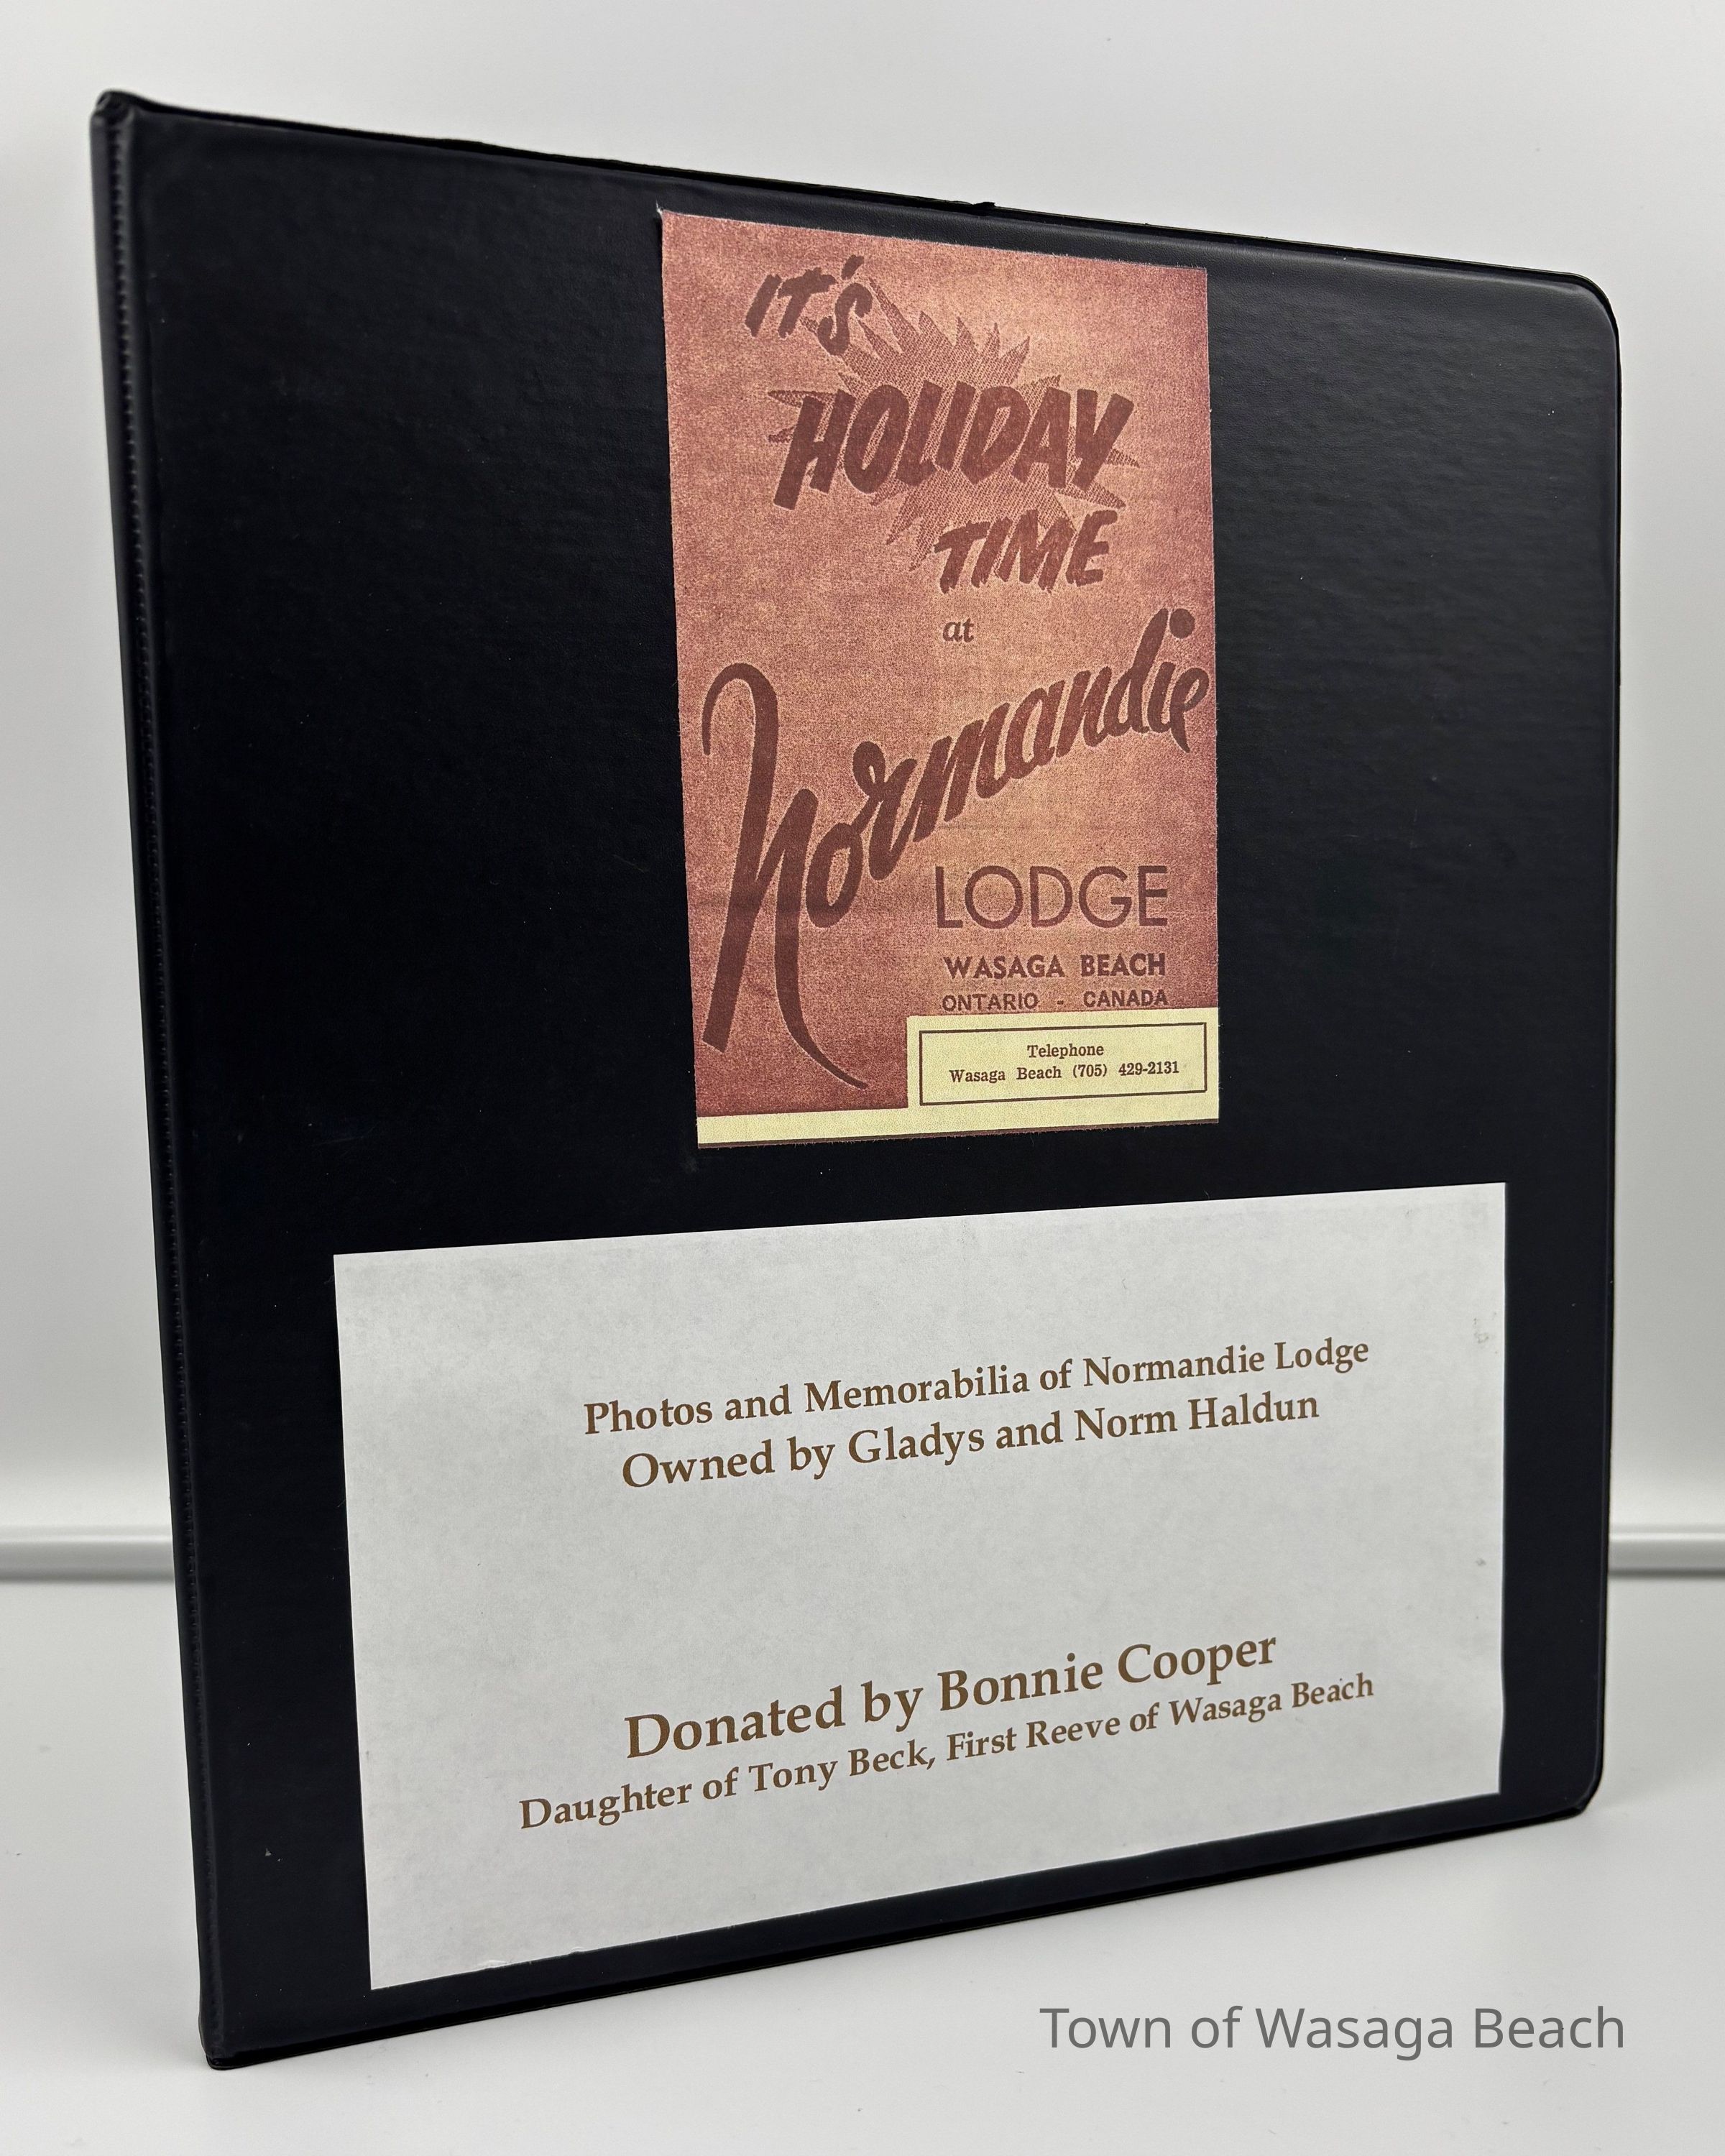 IT'S
HOLIDAY
TIME
at
Normandie
LODGE
WASAGA BEACH
ONTARIO - CANADA
Telephone
Wasaga Beach (705) 429-2131
Photos and Memorabilia of Normandie Lodge
Owned by Gladys and Norm Haldun
Donated by Bonnie Cooper
Daughter of Tony Beck, First Reeve of Wasaga Beach
Town of Wasaga Beach